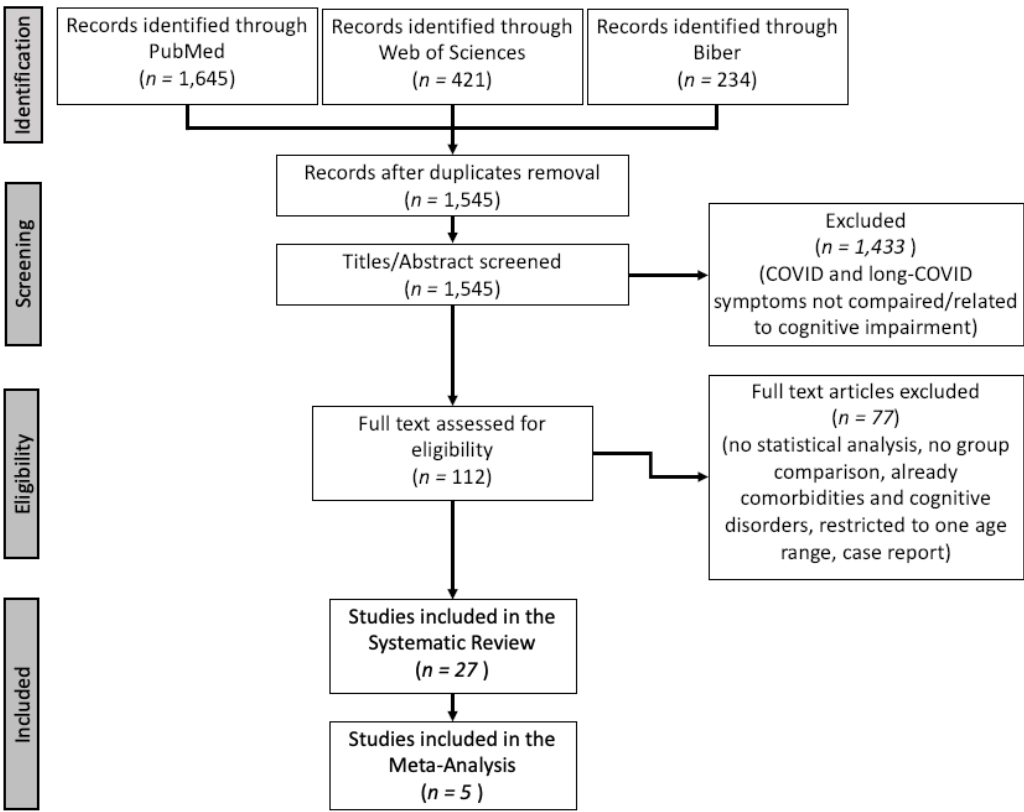 Identification
Records identified through
PubMed
(n = 1,645)
Records identified through
Web of Sciences
(n = 421)
Records identified through
Biber
(n = 234)
Records after duplicates removal
(n = 1,545)
Screening
Titles/Abstract screened
(n = 1,545)
Excluded
(n = 1,433 )
(COVID and long-COVID
symptoms not compaired/related
to cognitive impairment)
Eligibility
Full text assessed for
eligibility
(n = 112)
Full text articles excluded
(n = 77)
(no statistical analysis, no group
comparison, already
comorbidities and cognitive
disorders, restricted to one age
range, case report)
Included
Studies included in the
Systematic Review
(n = 27 )
Studies included in the
Meta-Analysis
(n = 5 )